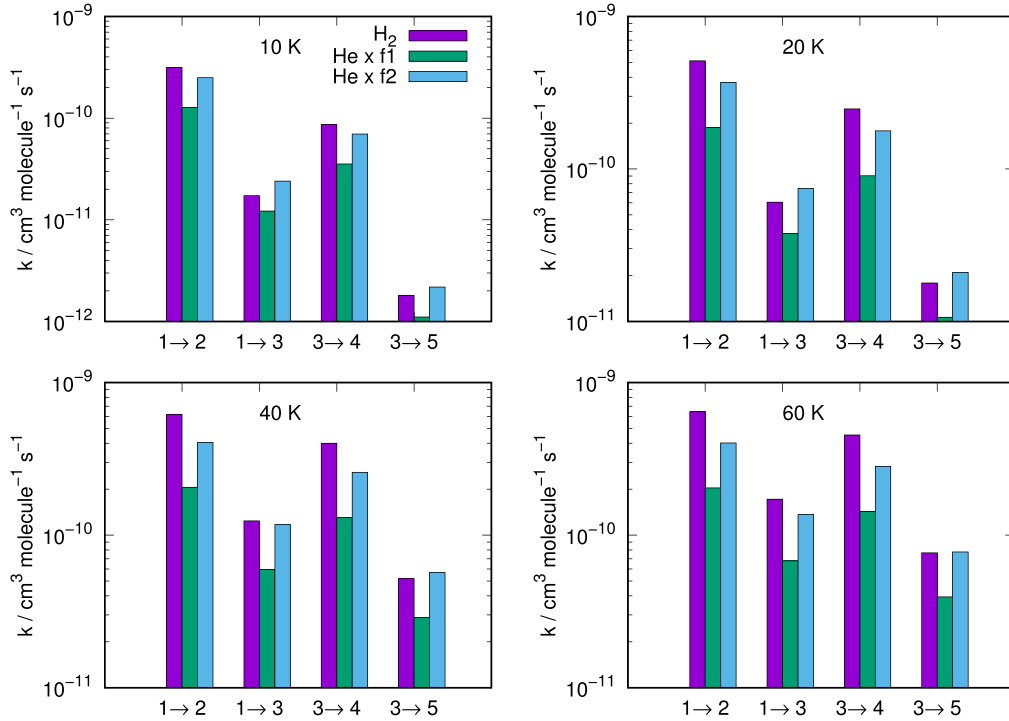 10⁻⁹
10⁻¹⁰
10⁻¹¹
10⁻¹²
k / cm³ molecule⁻¹ s⁻¹
10 K
H₂
He x f1
He x f2
1→ 2
1→ 3
3→ 4
3→ 5
10⁻⁹
10⁻¹⁰
10⁻¹¹
k / cm³ molecule⁻¹ s⁻¹
20 K
1→ 2
1→ 3
3→ 4
3→ 5
10⁻⁹
10⁻¹⁰
10⁻¹¹
k / cm³ molecule⁻¹ s⁻¹
40 K
1→ 2
1→ 3
3→ 4
3→ 5
10⁻⁹
10⁻¹⁰
10⁻¹¹
k / cm³ molecule⁻¹ s⁻¹
60 K
1→ 2
1→ 3
3→ 4
3→ 5